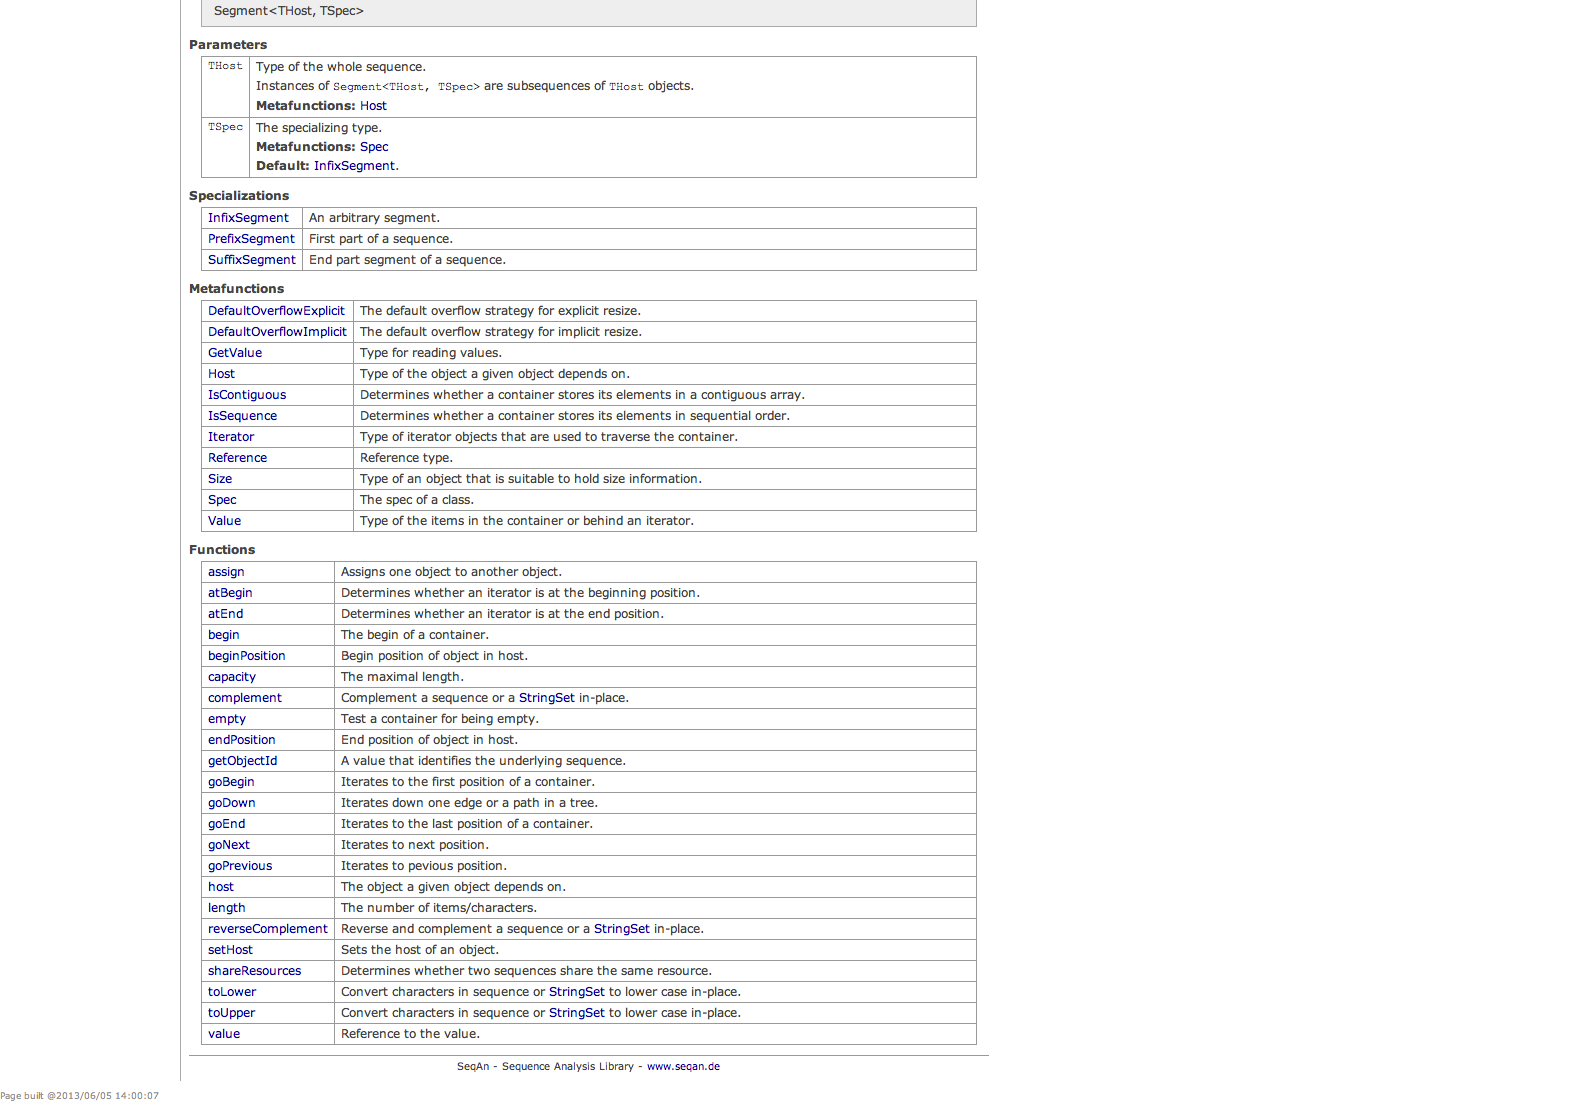 Segment<THost, TSpec>
Parameters
THost Type of the whole sequence.
Instances of Segment<THost, TSpec> are subsequences of THost objects.
Metafunctions: Host
TSpec The specializing type.
Metafunctions: Spec
Default: InfixSegment.
Specializations
InfixSegment An arbitrary segment.
PrefixSegment First part of a sequence.
SuffixSegment End part segment of a sequence.
Metafunctions
DefaultOverflowExplicit The default overflow strategy for explicit resize.
DefaultOverflowImplicit The default overflow strategy for implicit resize.
GetValue Type for reading values.
Host Type of the object a given object depends on.
IsContiguous Determines whether a container stores its elements in a contiguous array.
IsSequence Determines whether a container stores its elements in sequential order.
Iterator Type of iterator objects that are used to traverse the container.
Reference Reference type.
Size Type of an object that is suitable to hold size information.
Spec The spec of a class.
Value Type of the items in the container or behind an iterator.
Functions
assign Assigns one object to another object.
atBegin Determines whether an iterator is at the beginning position.
atEnd Determines whether an iterator is at the end position.
begin The begin of a container.
beginPosition Begin position of object in host.
capacity The maximal length.
complement Complement a sequence or a StringSet in-place.
empty Test a container for being empty.
endPosition End position of object in host.
getObjectId A value that identifies the underlying sequence.
goBegin Iterates to the first position of a container.
goDown Iterates down one edge or a path in a tree.
goEnd Iterates to the last position of a container.
goNext Iterates to next position.
goPrevious Iterates to pevious position.
host The object a given object depends on.
length The number of items/characters.
reverseComplement Reverse and complement a sequence or a StringSet in-place.
setHost Sets the host of an object.
shareResources Determines whether two sequences share the same resource.
toLower Convert characters in sequence or StringSet to lower case in-place.
toUpper Convert characters in sequence or StringSet to lower case in-place.
value Reference to the value.
SeqAn - Sequence Analysis Library - www.seqan.de
Page built @2013/06/05 14:00:07